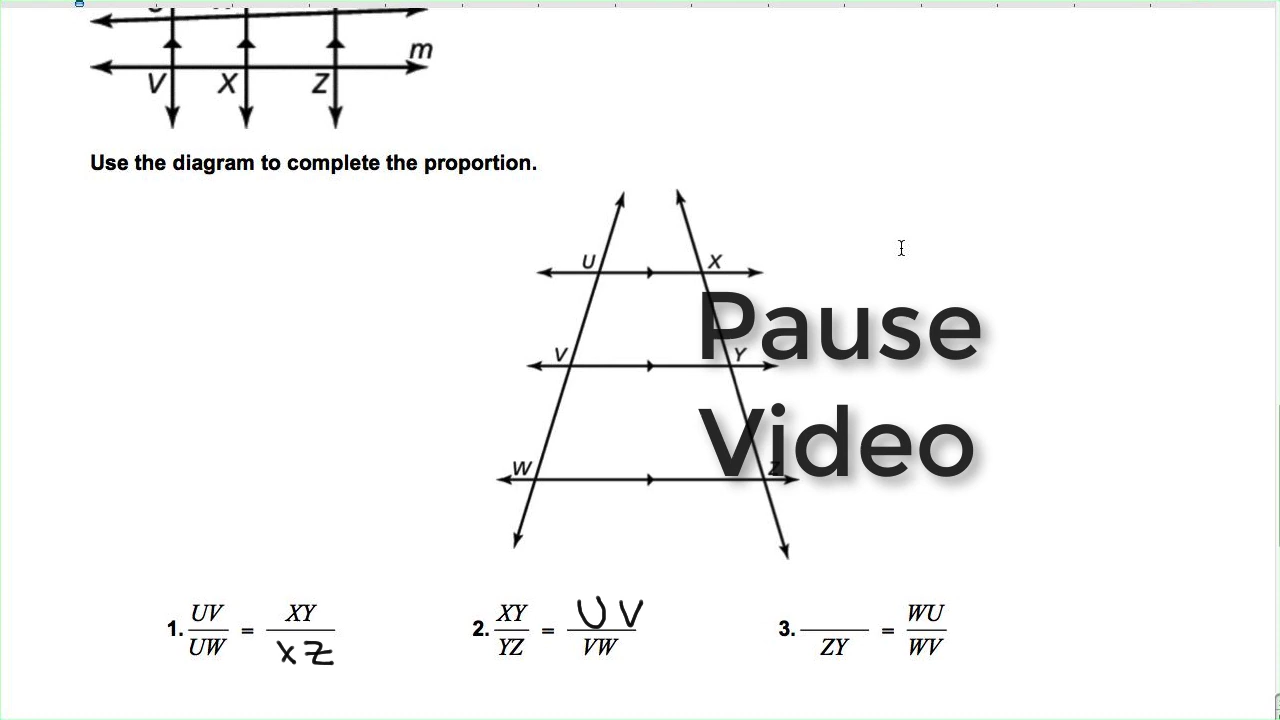 m
V X Z
Use the diagram to complete the proportion.
U X
V Y
W Z
Pause
Video
1. UV/UW = XY/XZ 2. XY/YZ = UV/VW 3. ___/ZY = WU/WV